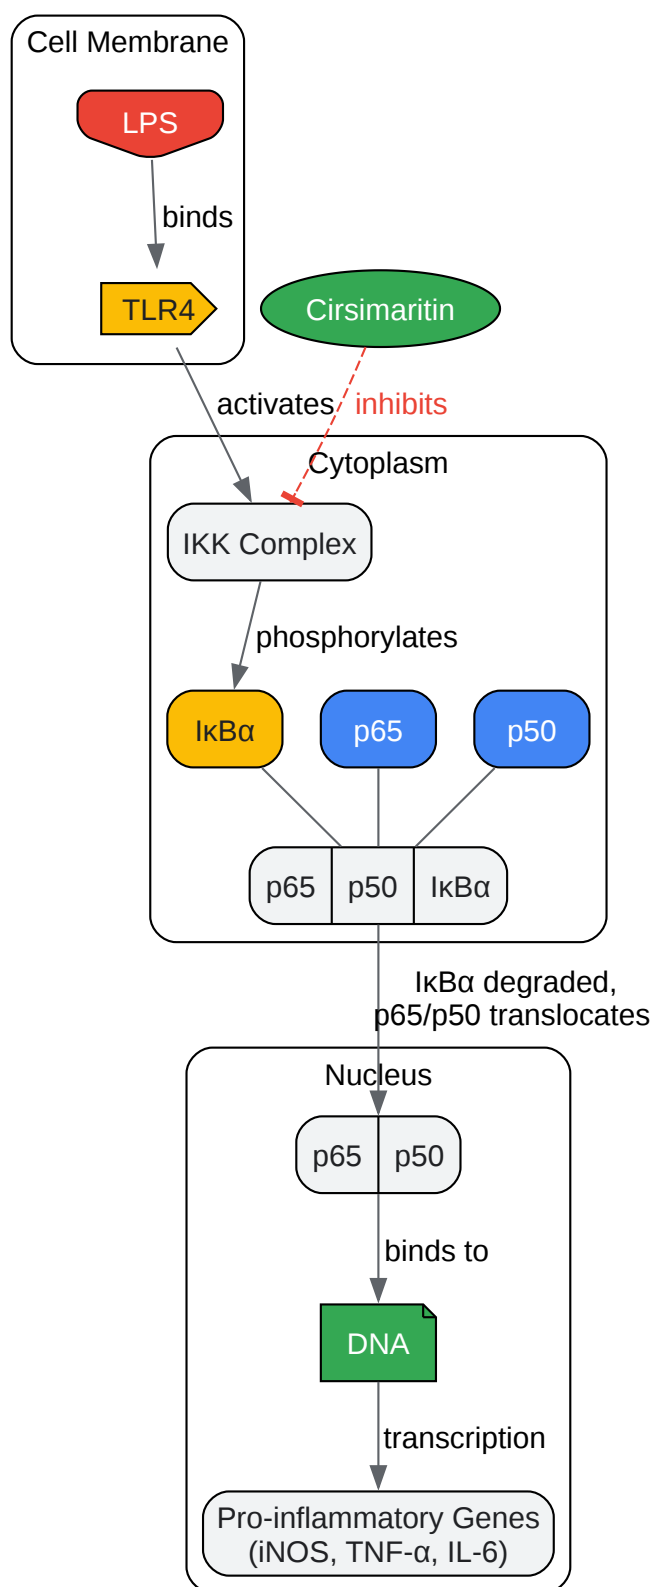 Cell Membrane
LPS
binds
TLR4
Cirsimaritin
activates
inhibits
Cytoplasm
IKK Complex
phosphorylates
IκBα
p65
p50
p65
p50
IκBα
IκBα degraded,
p65/p50 translocates
Nucleus
p65
p50
binds to
DNA
transcription
Pro-inflammatory Genes
(iNOS, TNF-α, IL-6)